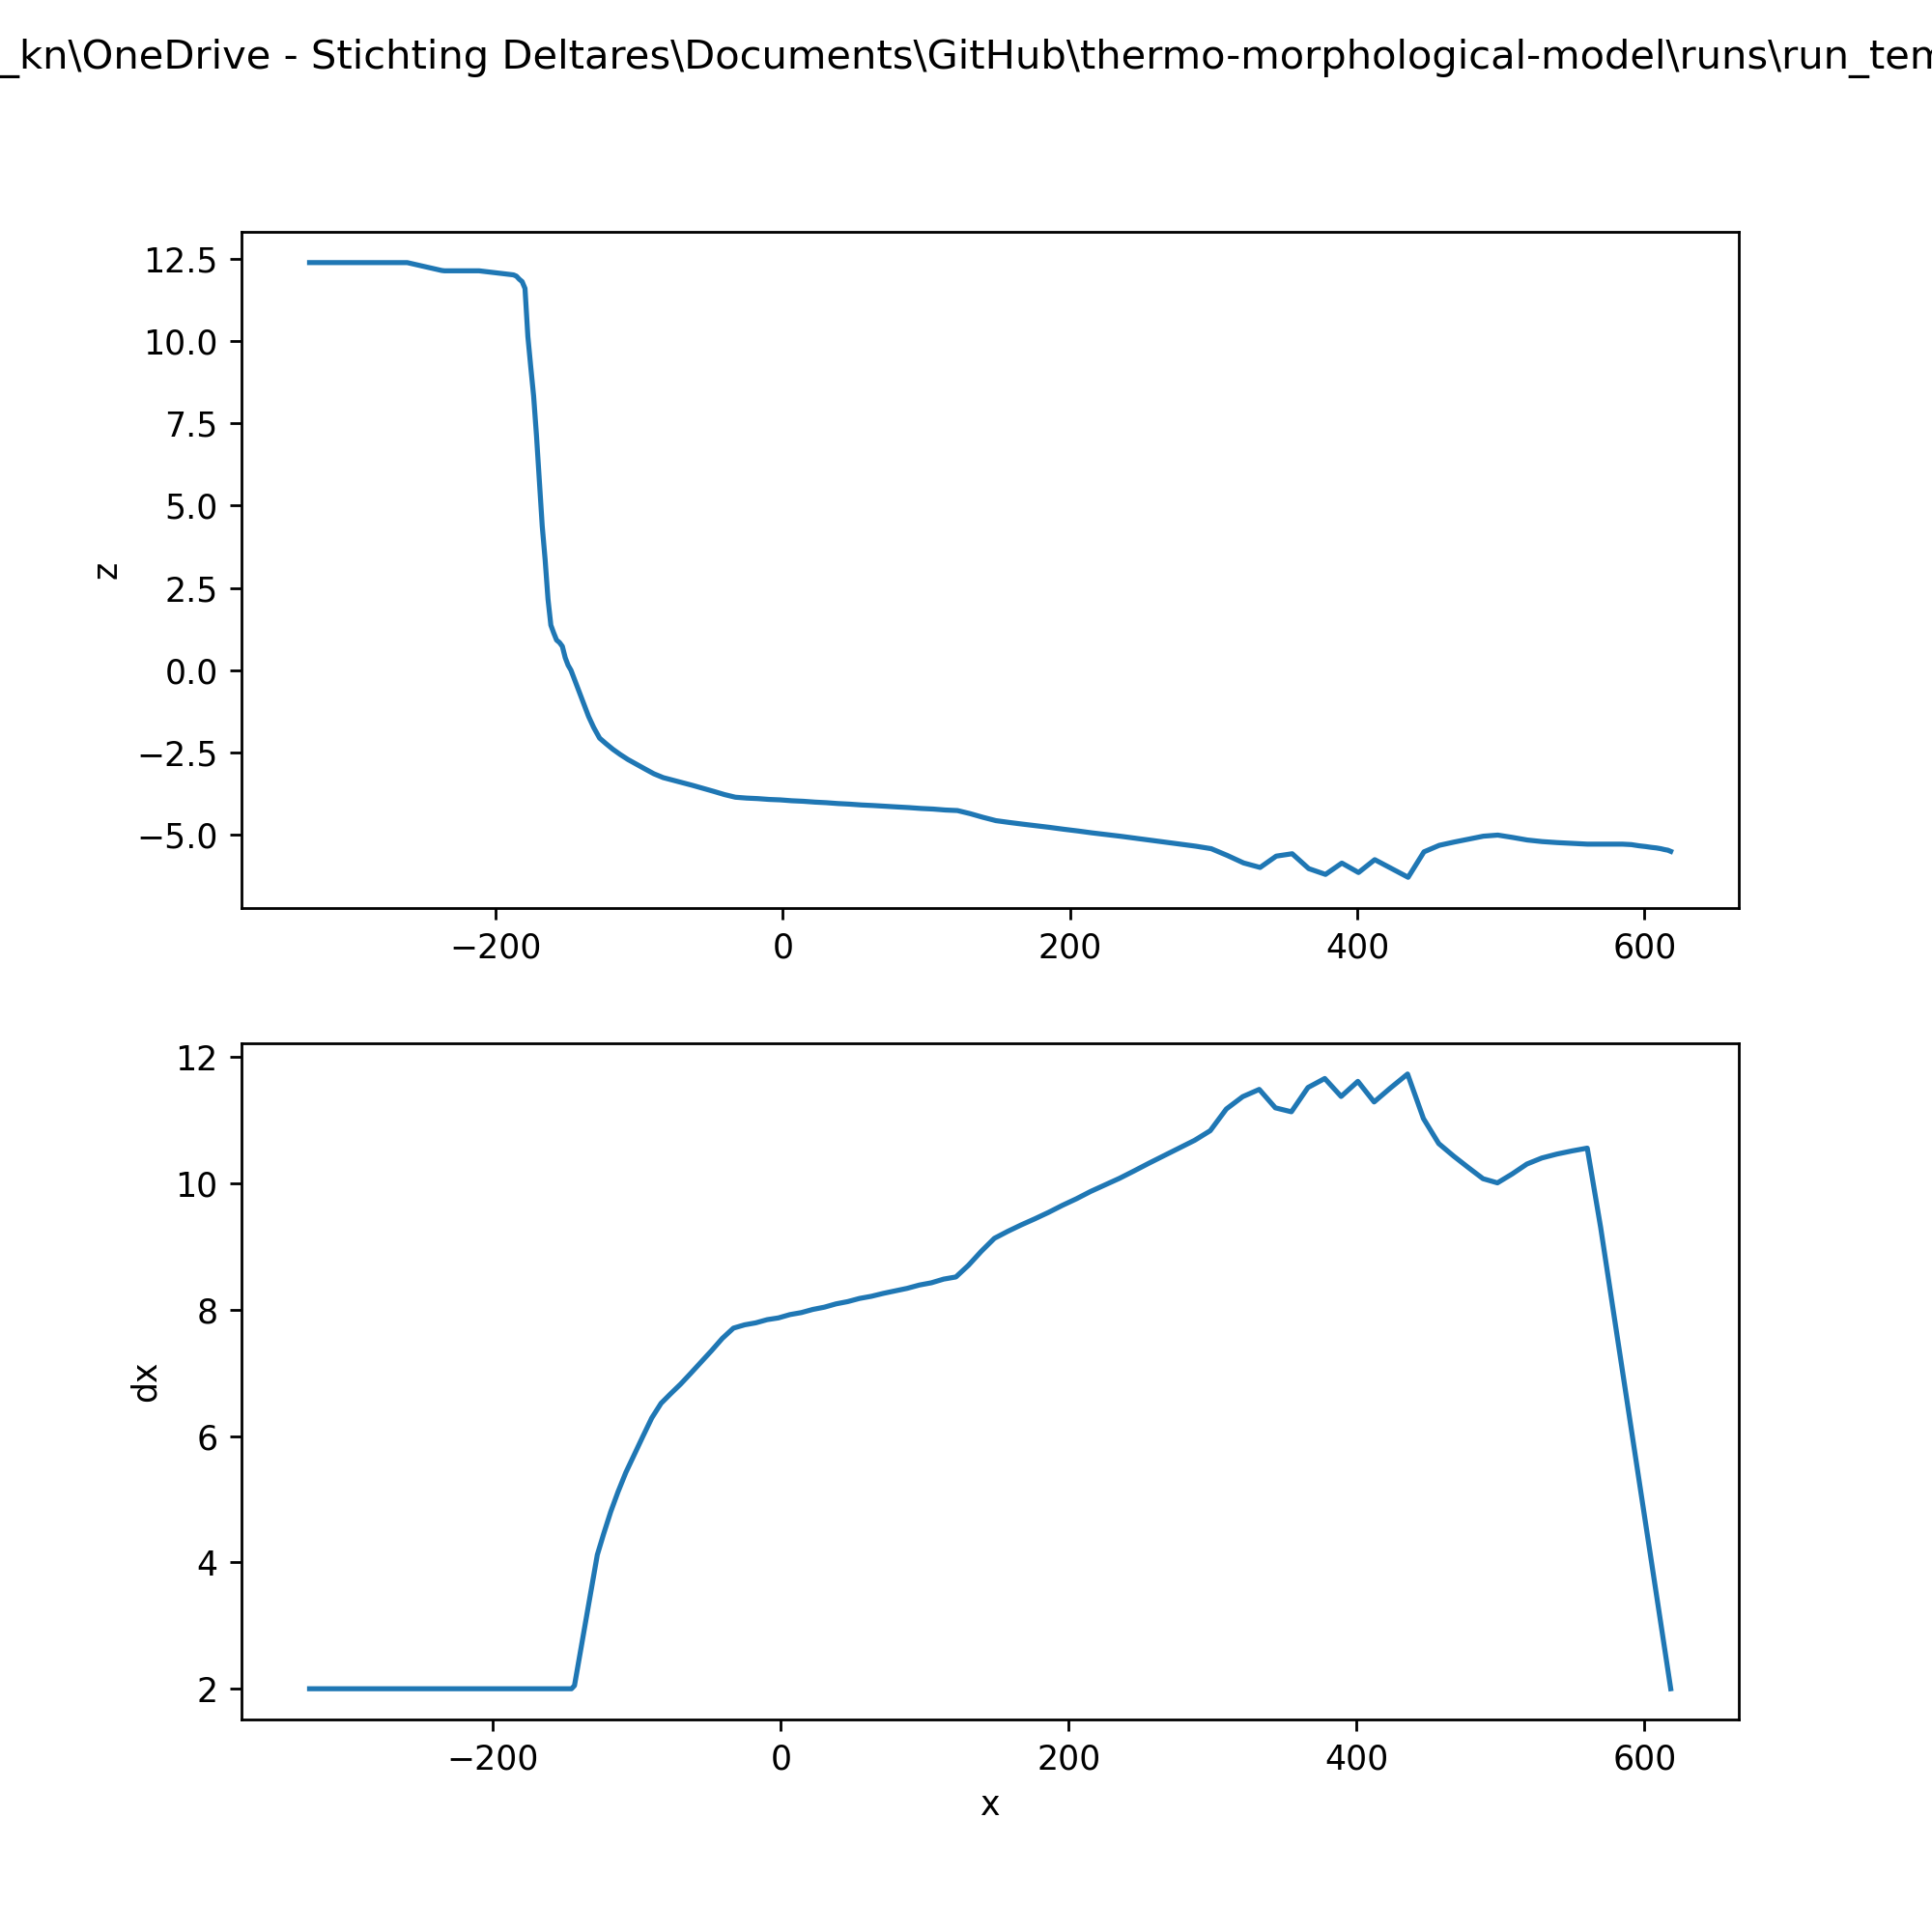 _kn\OneDrive - Stichting Deltares\Documents\GitHub\thermo-morphological-model\runs\run_ten
12.5
10.0
7.5
5.0
2.5
0.0
−2.5
−5.0
z
−200 0 200 400 600
12
10
8
6
4
2
dx
−200 0 200 400 600
x